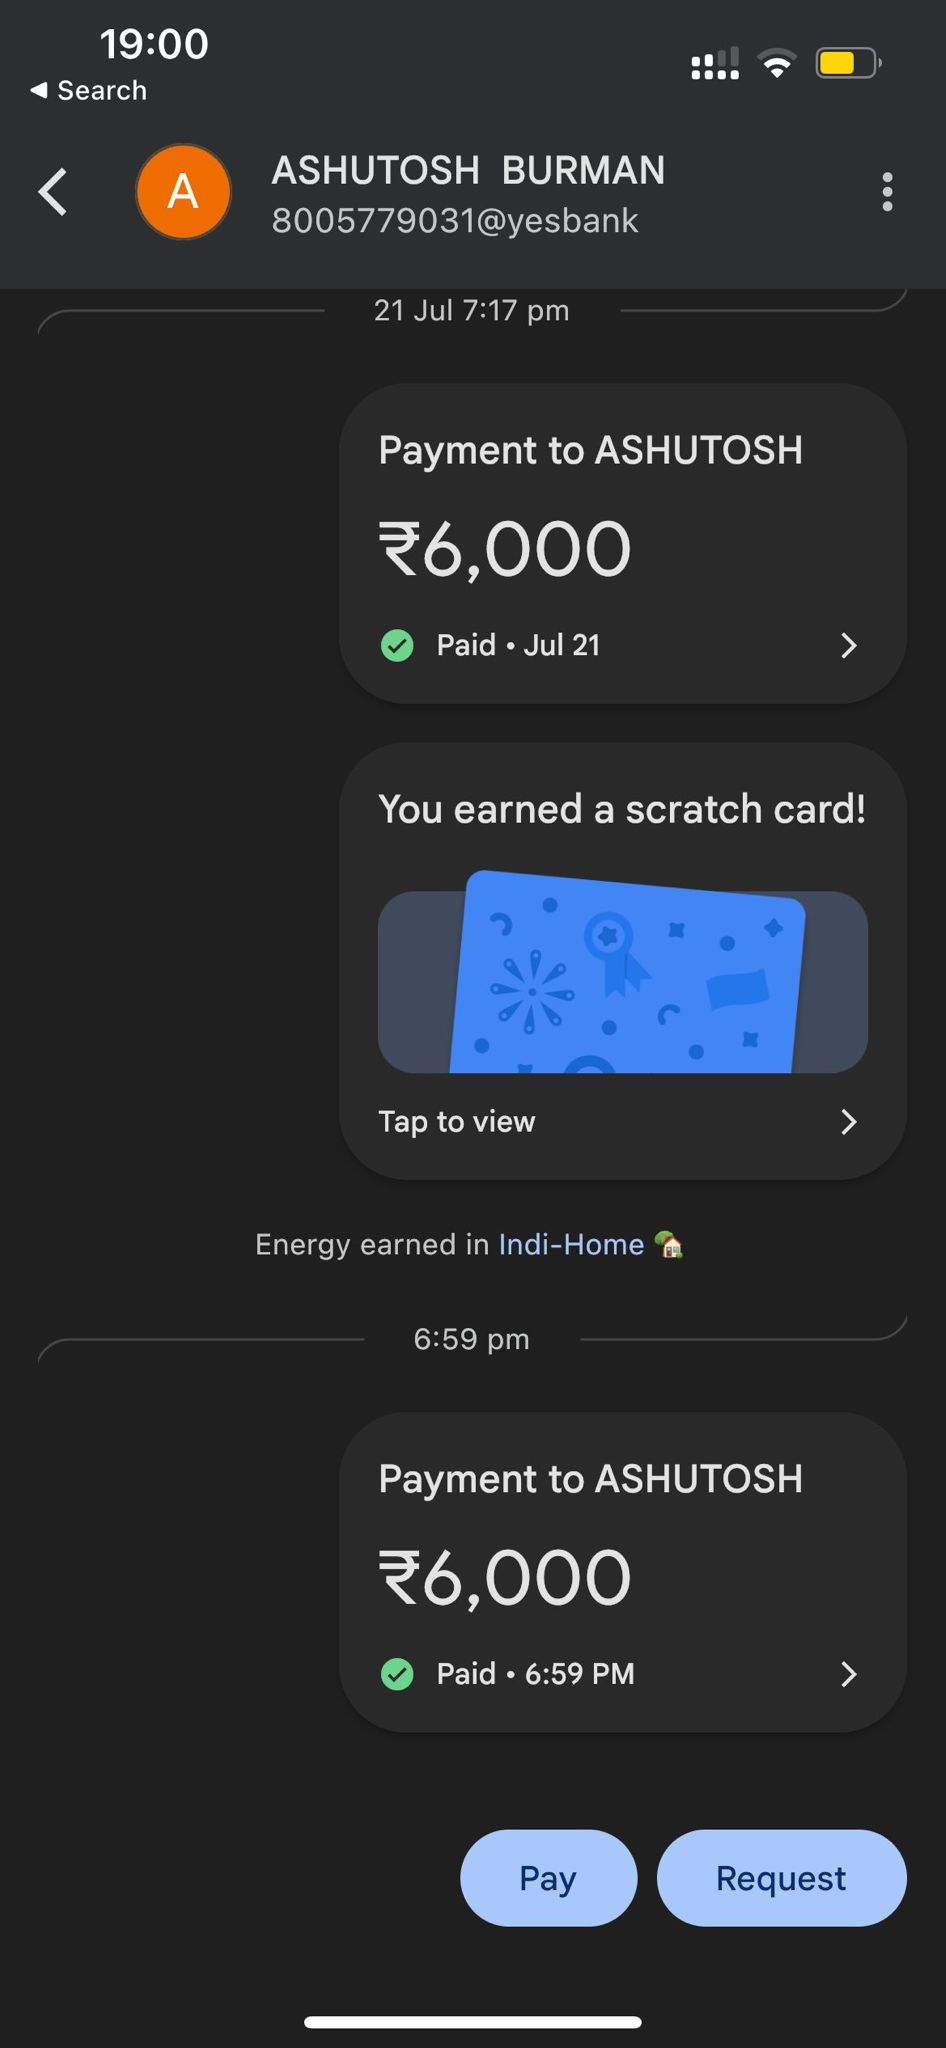 19:00
◀ Search
A
ASHUTOSH BURMAN
8005779031@yesbank
21 Jul 7:17 pm
Payment to ASHUTOSH
₹6,000
Paid • Jul 21
You earned a scratch card!
Tap to view
Energy earned in Indi-Home 🏡
6:59 pm
Payment to ASHUTOSH
₹6,000
Paid • 6:59 PM
Pay
Request